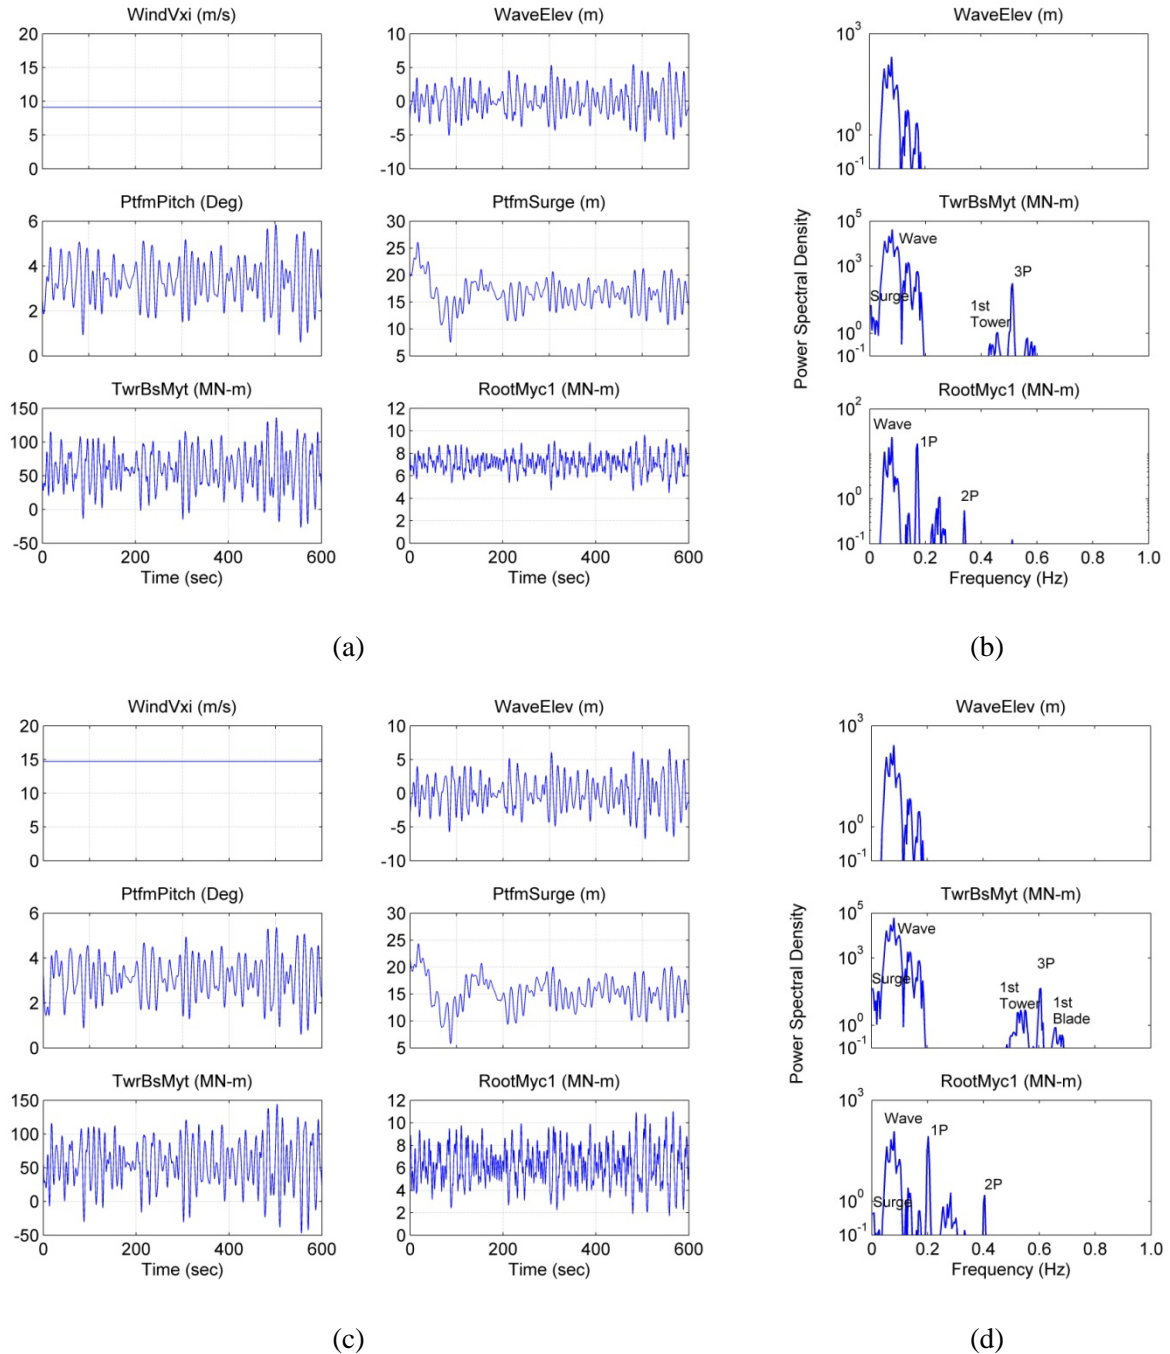 WindVxi (m/s)
20
15
10
5
0
WaveElev (m)
10
5
0
-5
-10
PtfmPitch (Deg)
6
4
2
0
PtfmSurge (m)
30
25
20
15
10
5
TwrBsMyt (MN-m)
150
100
50
0
-50
0 200 400 600
Time (sec)
RootMyc1 (MN-m)
12
10
8
6
4
2
0
0 200 400 600
Time (sec)
(a)
Power Spectral Density
WaveElev (m)
10^3
10^0
10^-1
TwrBsMyt (MN-m)
10^5
10^3
10^0
10^-1
Wave
Surge
3P
1st
Tower
RootMyc1 (MN-m)
10^2
10^0
10^-1
Wave
1P
2P
0 0.2 0.4 0.6 0.8 1.0
Frequency (Hz)
(b)
WindVxi (m/s)
20
15
10
5
0
WaveElev (m)
10
5
0
-5
-10
PtfmPitch (Deg)
6
4
2
0
PtfmSurge (m)
30
25
20
15
10
5
TwrBsMyt (MN-m)
150
100
50
0
-50
0 200 400 600
Time (sec)
RootMyc1 (MN-m)
12
10
8
6
4
2
0
0 200 400 600
Time (sec)
(c)
Power Spectral Density
WaveElev (m)
10^3
10^0
10^-1
TwrBsMyt (MN-m)
10^5
10^3
10^0
10^-1
Wave
Surge
3P
1st
Tower
1st
Blade
RootMyc1 (MN-m)
10^3
10^0
10^-1
Wave
1P
Surge
2P
0 0.2 0.4 0.6 0.8 1.0
Frequency (Hz)
(d)